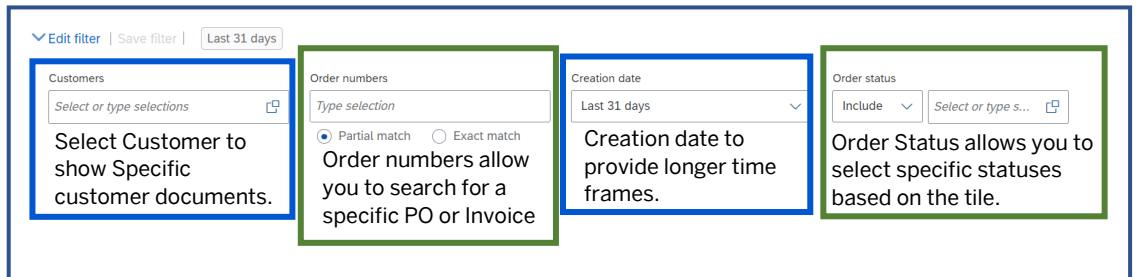 Edit filter | Save filter | Last 31 days
Customers
Select or type selections
Select Customer to
show Specific
customer documents.
Order numbers
Type selection
Partial match Exact match
Order numbers allow
you to search for a
specific PO or Invoice
Creation date
Last 31 days
Creation date to
provide longer time
frames.
Order status
Include Select or type s...
Order Status allows you to
select specific statuses
based on the tile.